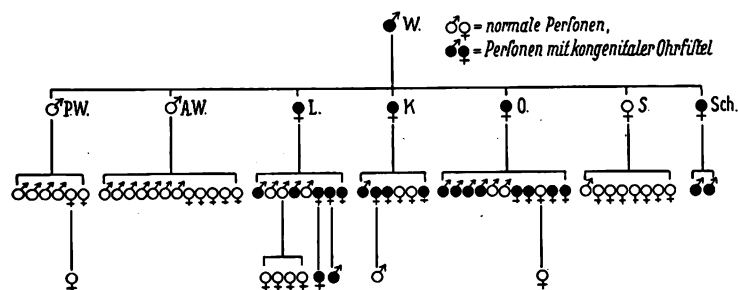 W.
♂♀ = normale Perſonen,
♂♀ = Perſonen mit kongenitaler Ohrfiſtel
P.W. A.W. L. K O. S. Sch.